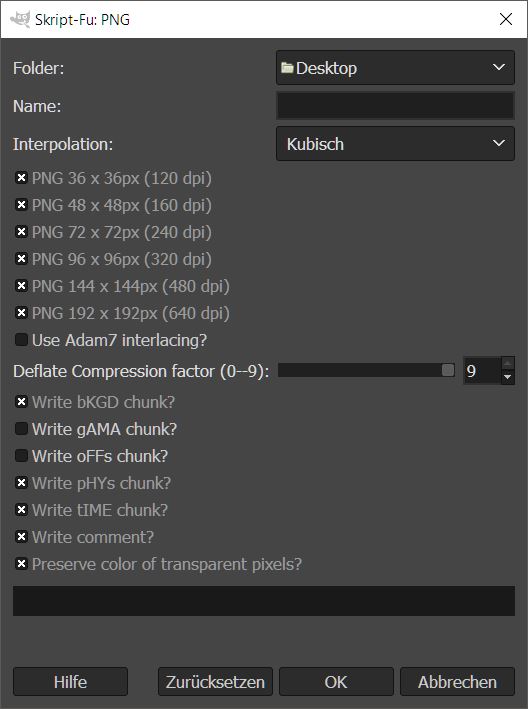 Skript-Fu: PNG
Folder: Desktop
Name:
Interpolation: Kubisch
PNG 36 x 36px (120 dpi)
PNG 48 x 48px (160 dpi)
PNG 72 x 72px (240 dpi)
PNG 96 x 96px (320 dpi)
PNG 144 x 144px (480 dpi)
PNG 192 x 192px (640 dpi)
Use Adam7 interlacing?
Deflate Compression factor (0--9): 9
Write bKGD chunk?
Write gAMA chunk?
Write oFFs chunk?
Write pHYs chunk?
Write tIME chunk?
Write comment?
Preserve color of transparent pixels?
Hilfe Zurücksetzen OK Abbrechen